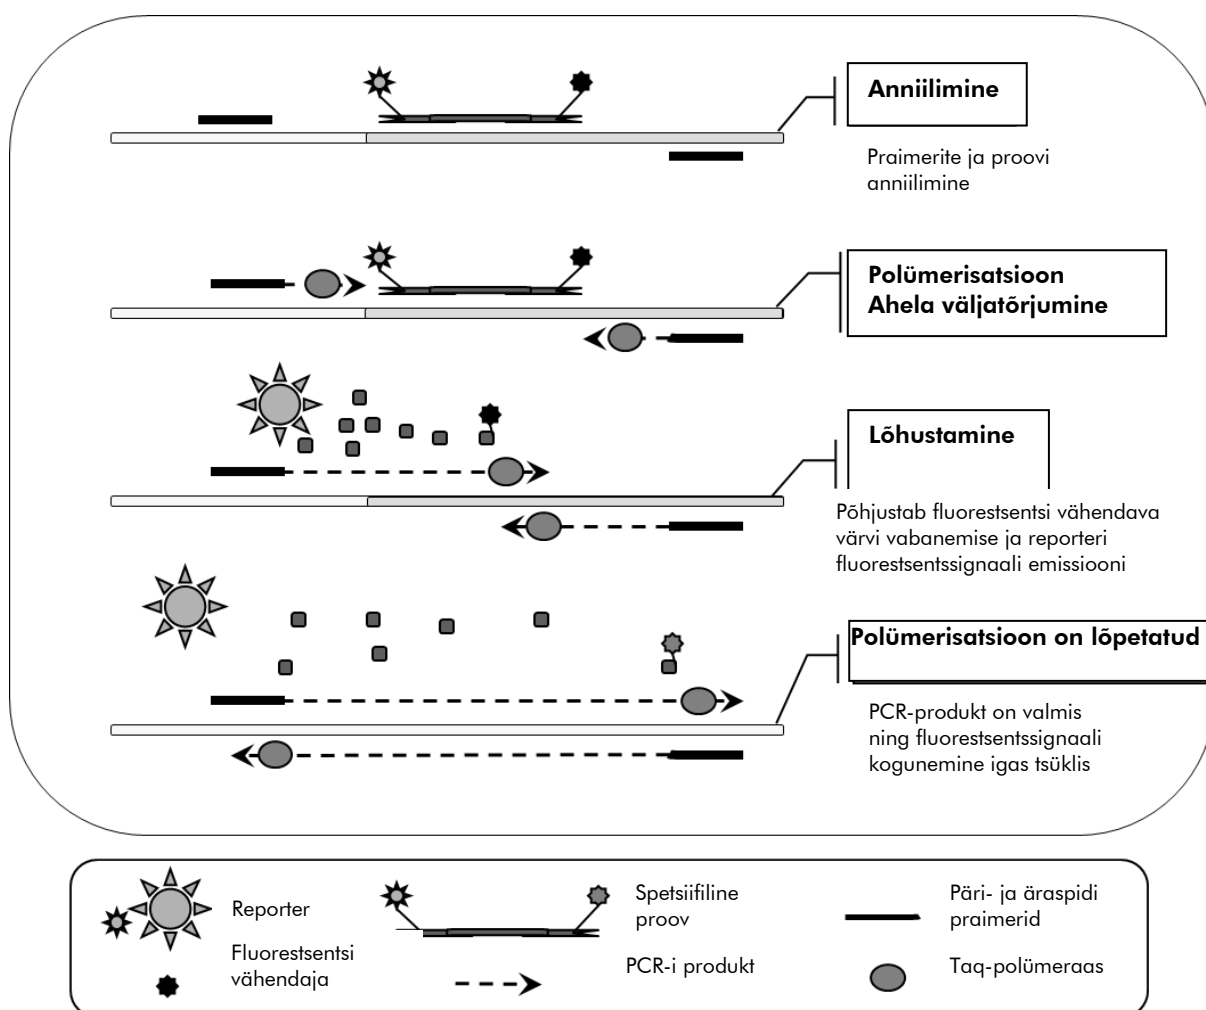 Anniilimine
Praimerite ja proovi
anniilimine
Polümerisatsioon
Ahela väljatõrjumine
Lõhustamine
Põhjustab fluorestsentsi vähendava
värvi vabanemise ja reporteri
fluorestsentssignaali emissiooni
Polümerisatsioon on lõpetatud
PCR-produkt on valmis
ning fluorestsentssignaali
kogunemine igas tsüklis
Reporter
Fluorestsentsi
vähendaja
Spetsiifiline
proov
PCR-i produkt
Päri- ja äraspidi
praimerid
Taq-polümeraas